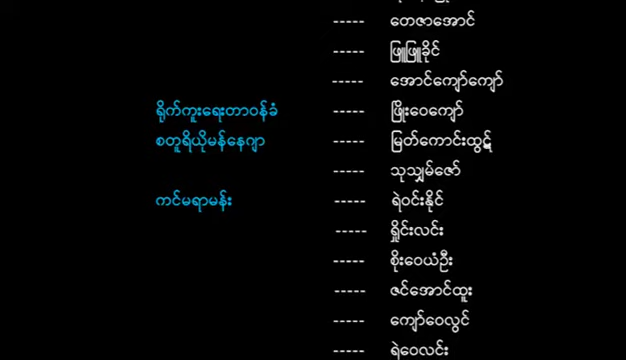 ----- တေဇာအောင်
----- ဖြူဖြူခိုင်
----- အောင်ကျော်ကျော်
ရိုက်ကူးရေးတာဝန်ခံ ----- ဖြိုးဝေကျော်
စတူရီယိုမန်နေဂျာ ----- မြတ်ကောင်းထွဋ်
----- သုသျှမ်ဇော်
ကင်မရာမန်း ----- ရဲဝင်းနိုင်
----- ရှိုင်းလင်း
----- စိုးဝေယံဦး
----- ဇင်အောင်ထူး
----- ကျော်ဝေလွင်
----- ရဲဝေလင်း